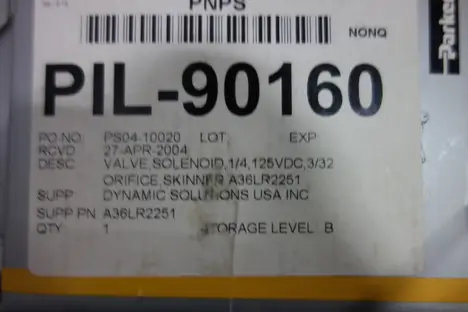 PNPS
NONQ
Parker
PIL-90160
PO NO: PS04-10020 LOT: EXP:
RCVD 27-APR-2004
DESC VALVE,SOLENOID,1/4,125VDC,3/32
ORIFICE,SKINNER A36LR2251
SUPP: DYNAMIC SOLUTIONS USA INC
SUPP.PN A36LR2251
QTY: 1 STORAGE LEVEL: B